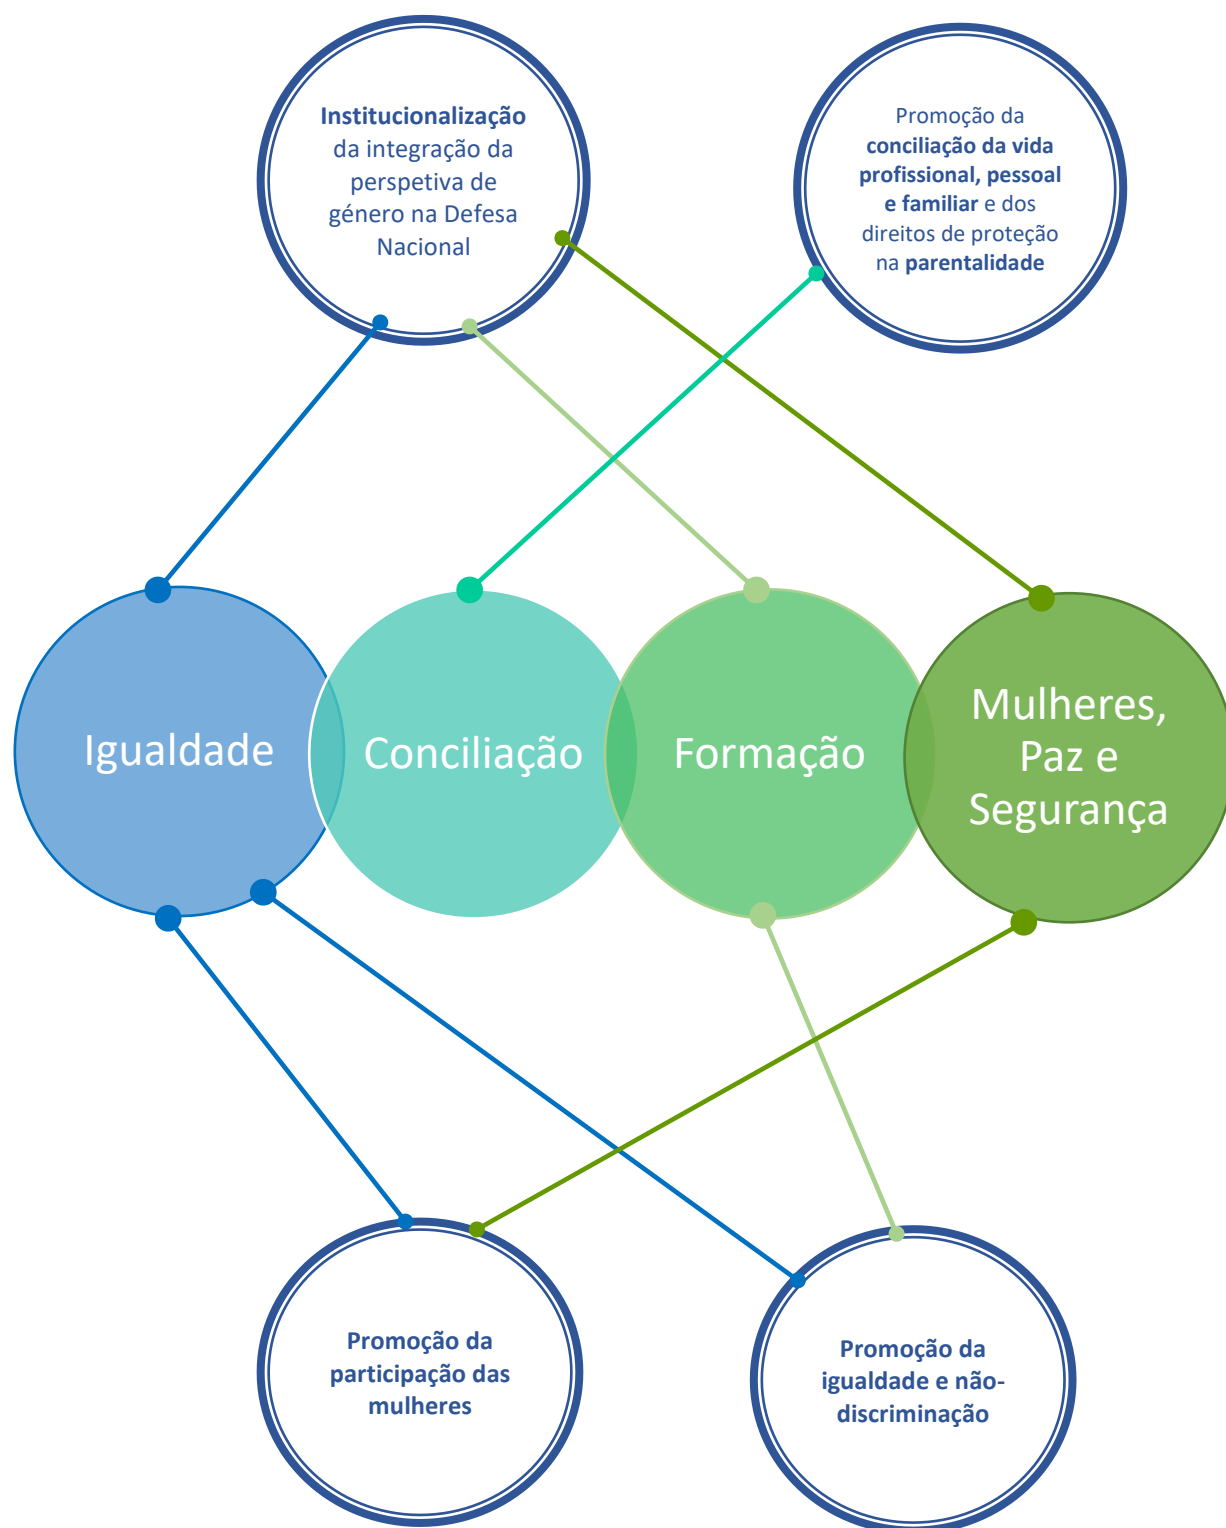 Institucionalização
da integração da
perspetiva de
género na Defesa
Nacional
Promoção da
conciliação da vida
profissional, pessoal
e familiar e dos
direitos de proteção
na parentalidade
Igualdade
Conciliação
Formação
Mulheres,
Paz e
Segurança
Promoção da
participação das
mulheres
Promoção da
igualdade e não-
discriminação